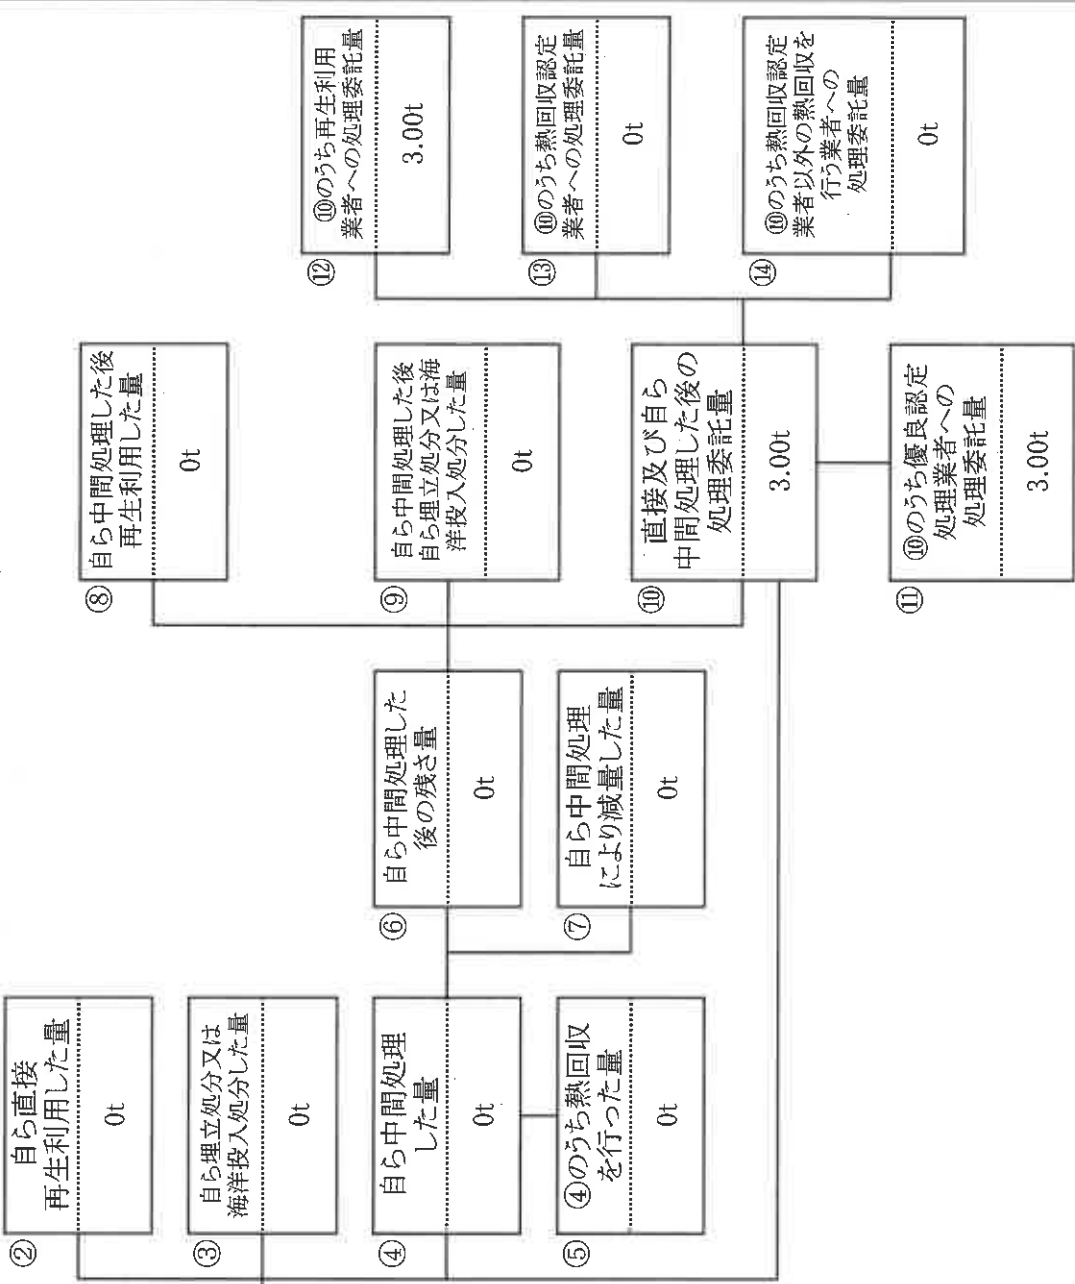 ②
自ら直接
再生利用した量
0t
③
自ら埋立処分又は
海洋投入処分した量
0t
④
自ら中間処理
した量
0t
⑤
④のうち熱回収
を行った量
0t
⑥
自ら中間処理した
後の残さ量
0t
⑦
自ら中間処理
により減量した量
0t
⑧
自ら中間処理した後
再生利用した量
0t
⑨
自ら中間処理した後
自ら埋立処分又は海
洋投入処分した量
0t
⑩
直接及び自ら
中間処理した後の
処理委託量
3.00t
⑪
⑩のうち優良認定
処理業者への
処理委託量
3.00t
⑫
⑩のうち再生利用
業者への処理委託量
3.00t
⑬
⑩のうち熱回収認定
業者への処理委託量
0t
⑭
⑩のうち熱回収認定
業者以外の熱回収を
行う業者への
処理委託量
0t